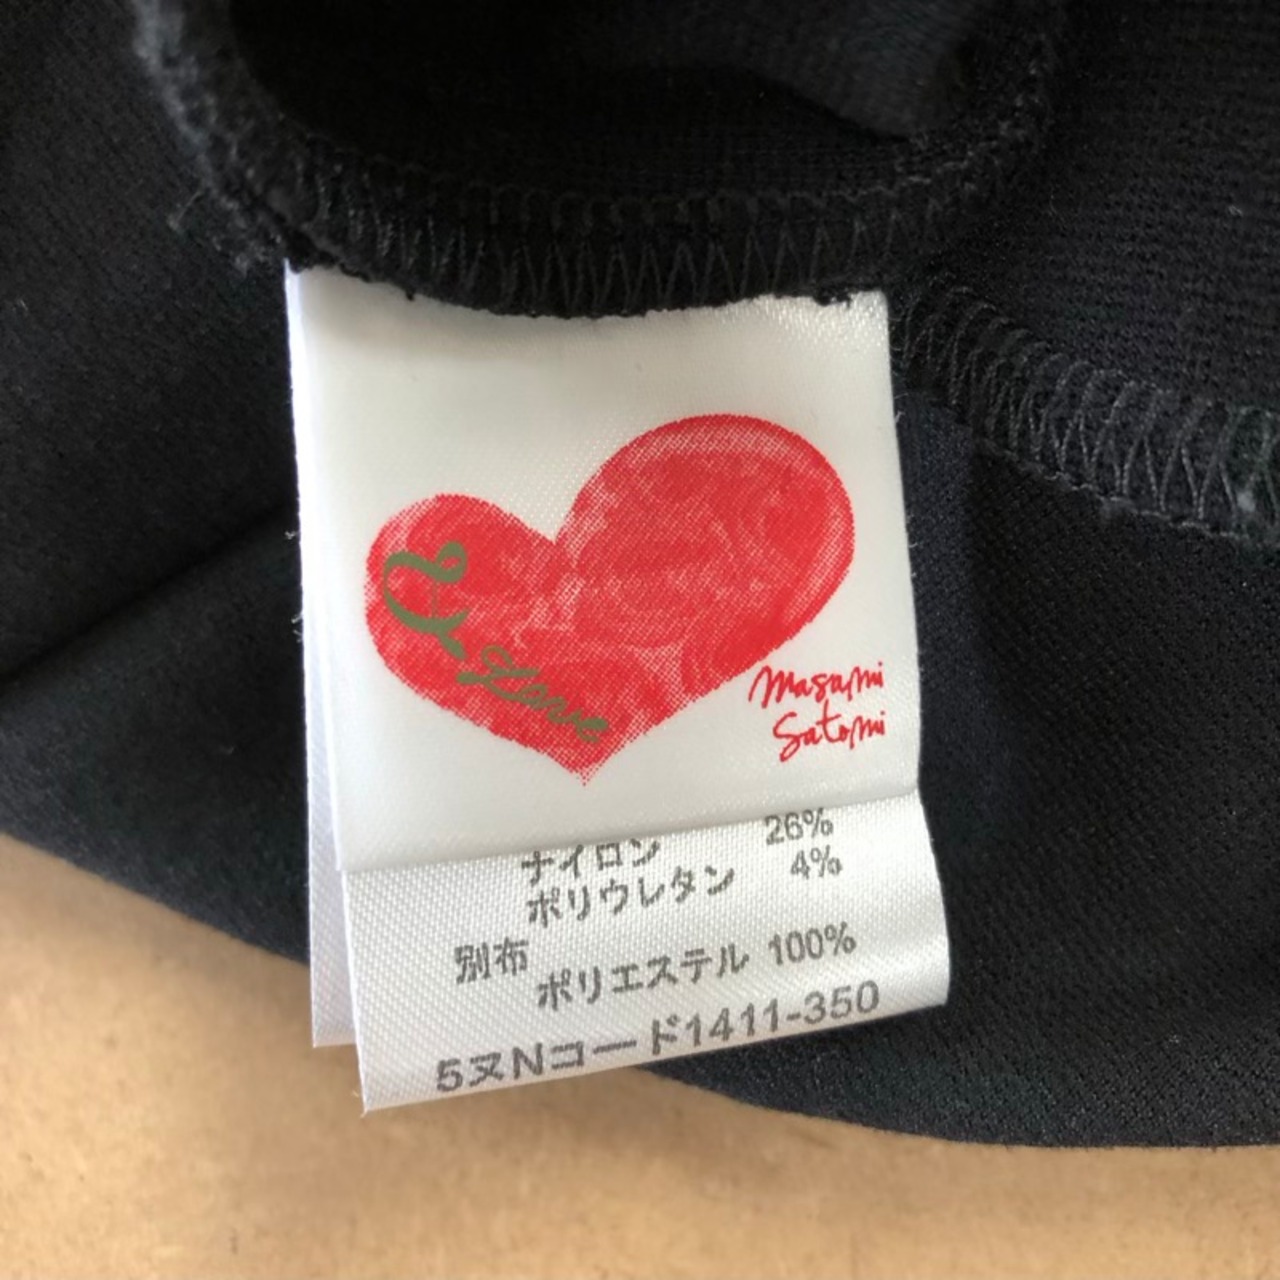 Love
Masumi
Satomi
ナイロン 26%
ポリウレタン 4%
別布
ポリエステル 100%
5ヌNコード1411-350